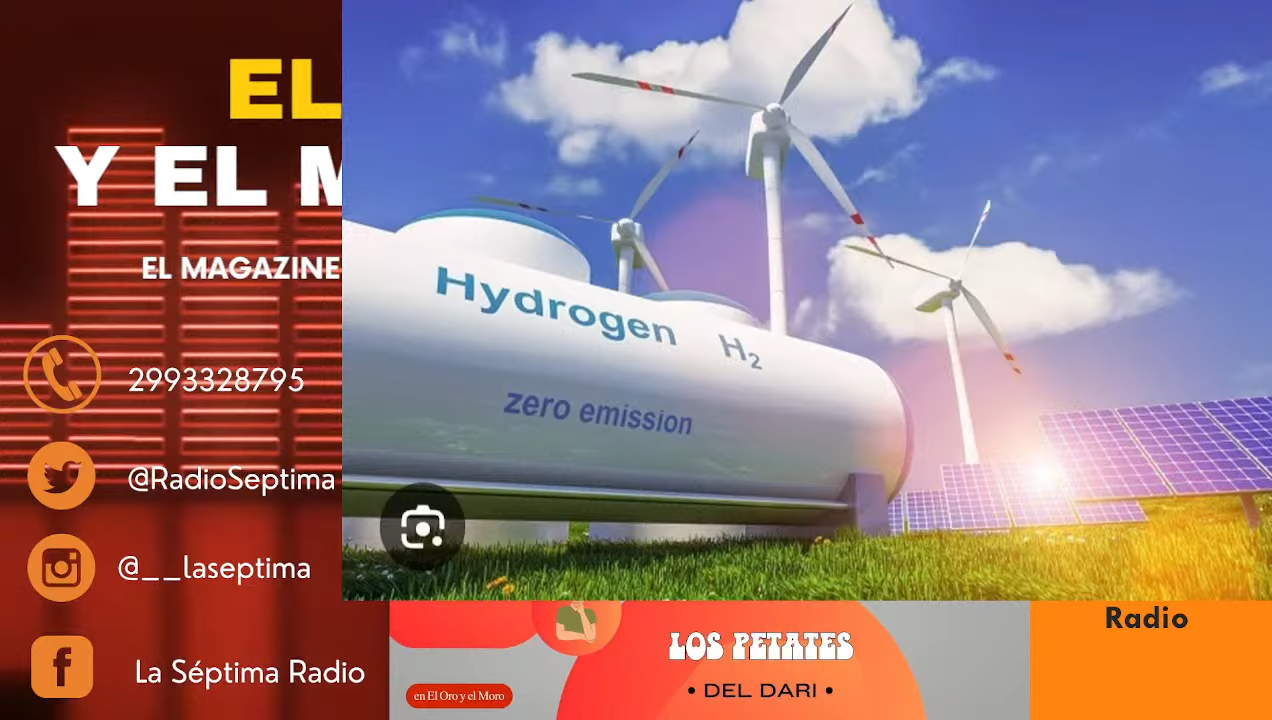 EL
Y EL M
EL MAGAZINE
2993328795
@RadioSeptima
@__laseptima
La Séptima Radio
Hydrogen H₂
zero emission
LOS PETATES
• DEL DARI •
en El Oro y el Moro
Radio